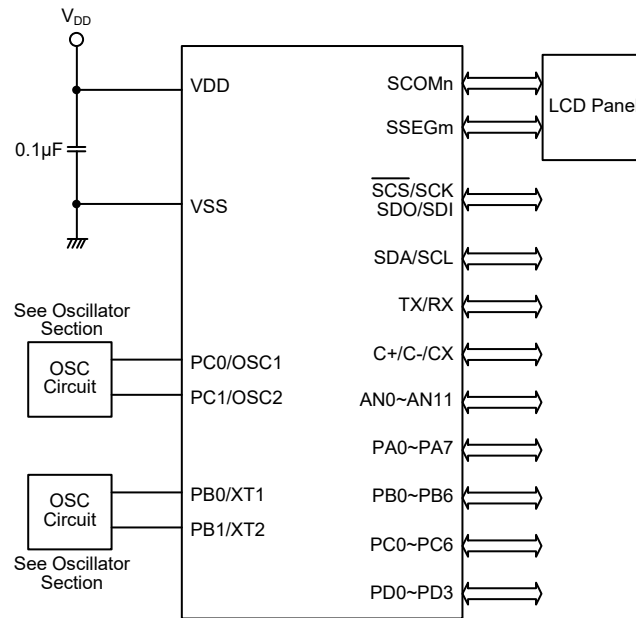 VDD
VDD
0.1µF
VSS
See Oscillator
Section
OSC
Circuit
PC0/OSC1
PC1/OSC2
OSC
Circuit
PB0/XT1
PB1/XT2
See Oscillator
Section
SCOMn
SSEGm
LCD Panel
SCS/SCK
SDO/SDI
SDA/SCL
TX/RX
C+/C-/CX
AN0~AN11
PA0~PA7
PB0~PB6
PC0~PC6
PD0~PD3